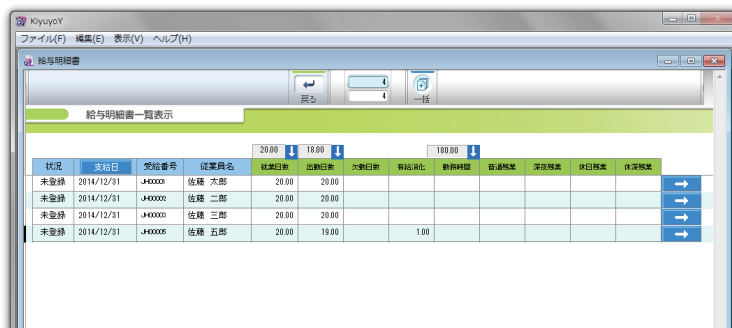 KiyuyoY
ファイル(F) 編集(E) 表示(V) ヘルプ(H)
給与明細書
4
戻る 4 一括
給与明細書一覧表示
20.00 18.00 180.00
状況 支給日 受給番号 従業員名 就業日数 出勤日数 欠勤日数 有給消化 勤務時間 普通残業 深夜残業 休日残業 休深残業
未登録 2014/12/31 JH00001 佐藤 太郎 20.00 20.00
未登録 2014/12/31 JH00002 佐藤 二郎 20.00 20.00
未登録 2014/12/31 JH00003 佐藤 三郎 20.00 20.00
未登録 2014/12/31 JH00005 佐藤 五郎 20.00 19.00 1.00